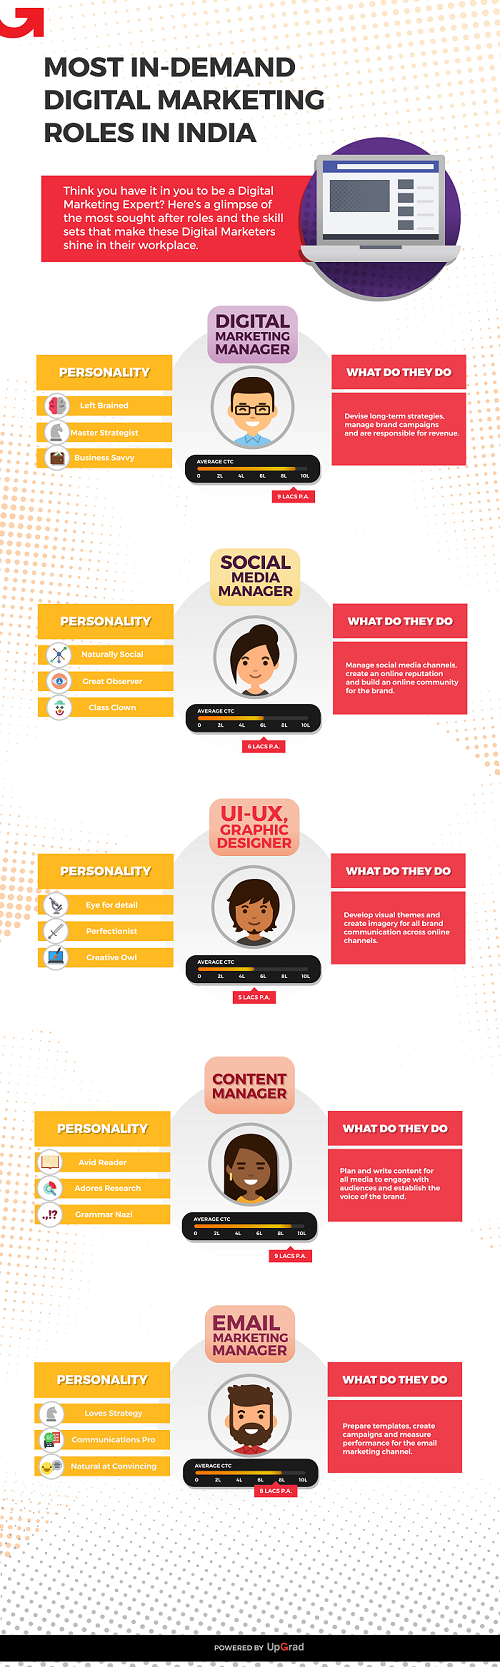 MOST IN-DEMAND
DIGITAL MARKETING
ROLES IN INDIA
Think you have it in you to be a Digital
Marketing Expert? Here's a glimpse of
the most sought after roles and the skill
sets that make these Digital Marketers
shine in their workplace.
DIGITAL
MARKETING
MANAGER
PERSONALITY
Left Brained
Master Strategist
Business Savvy
AVERAGE CTC
0 2L 4L 6L 8L 10L
9 LACS P.A.
WHAT DO THEY DO
Devise long-term strategies,
manage brand campaigns
and are responsible for revenue.
SOCIAL
MEDIA
MANAGER
PERSONALITY
Naturally Social
Great Observer
Class Clown
AVERAGE CTC
0 2L 4L 6L 8L 10L
6 LACS P.A.
WHAT DO THEY DO
Manage social media channels,
create an online reputation
and build an online community
for the brand.
UI-UX,
GRAPHIC
DESIGNER
PERSONALITY
Eye for detail
Perfectionist
Creative Owl
AVERAGE CTC
0 2L 4L 6L 8L 10L
5 LACS P.A.
WHAT DO THEY DO
Develop visual themes and
create imagery for all brand
communication across online
channels.
CONTENT
MANAGER
PERSONALITY
Avid Reader
Adores Research
.,!? Grammar Nazi
AVERAGE CTC
0 2L 4L 6L 8L 10L
9 LACS P.A.
WHAT DO THEY DO
Plan and write content for
all media to engage with
audiences and establish the
voice of the brand.
EMAIL
MARKETING
MANAGER
PERSONALITY
Loves Strategy
Communications Pro
Natural at Convincing
AVERAGE CTC
0 2L 4L 6L 8L 10L
8 LACS P.A.
WHAT DO THEY DO
Prepare templates, create
campaigns and measure
performance for the email
marketing channel.
POWERED BY UpGrad